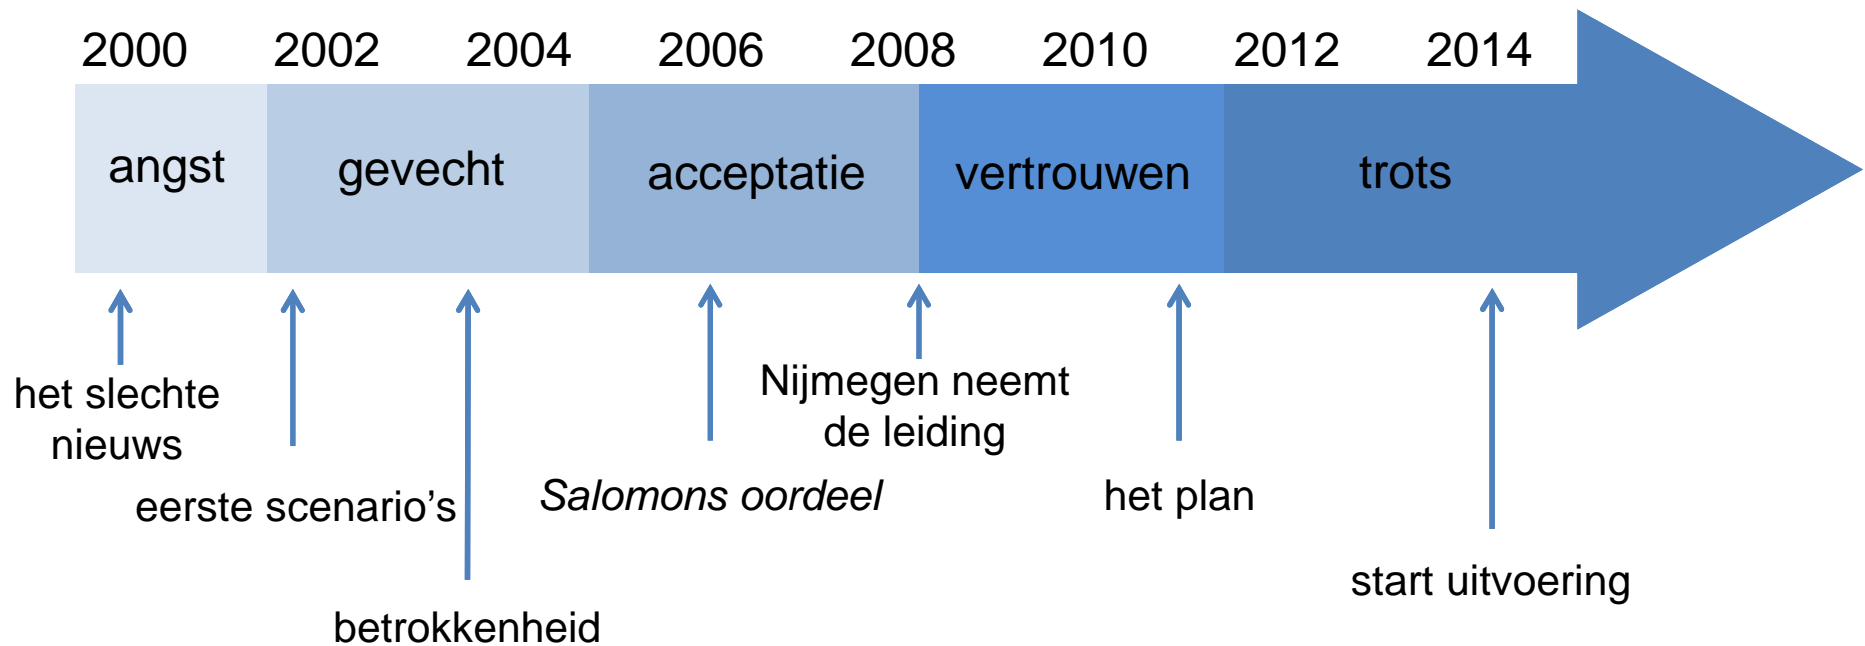 2000 2002 2004 2006 2008 2010 2012 2014
angst gevecht acceptatie vertrouwen trots
het slechte
nieuws
eerste scenario’s
betrokkenheid
Salomons oordeel
Nijmegen neemt
de leiding
het plan
start uitvoering